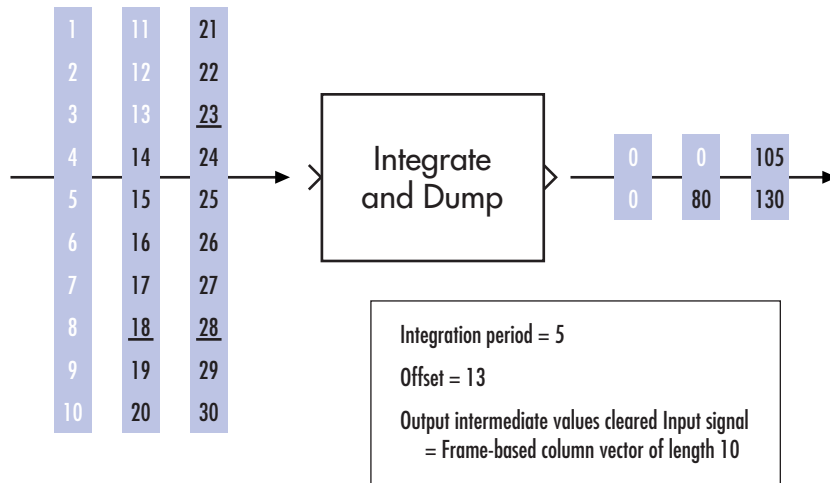 1 11 21
2 12 22
3 13 23
4 14 24
5 15 25
6 16 26
7 17 27
8 18 28
9 19 29
10 20 30
Integrate
and Dump
0 0 105
0 80 130
Integration period = 5
Offset = 13
Output intermediate values cleared Input signal
= Frame-based column vector of length 10